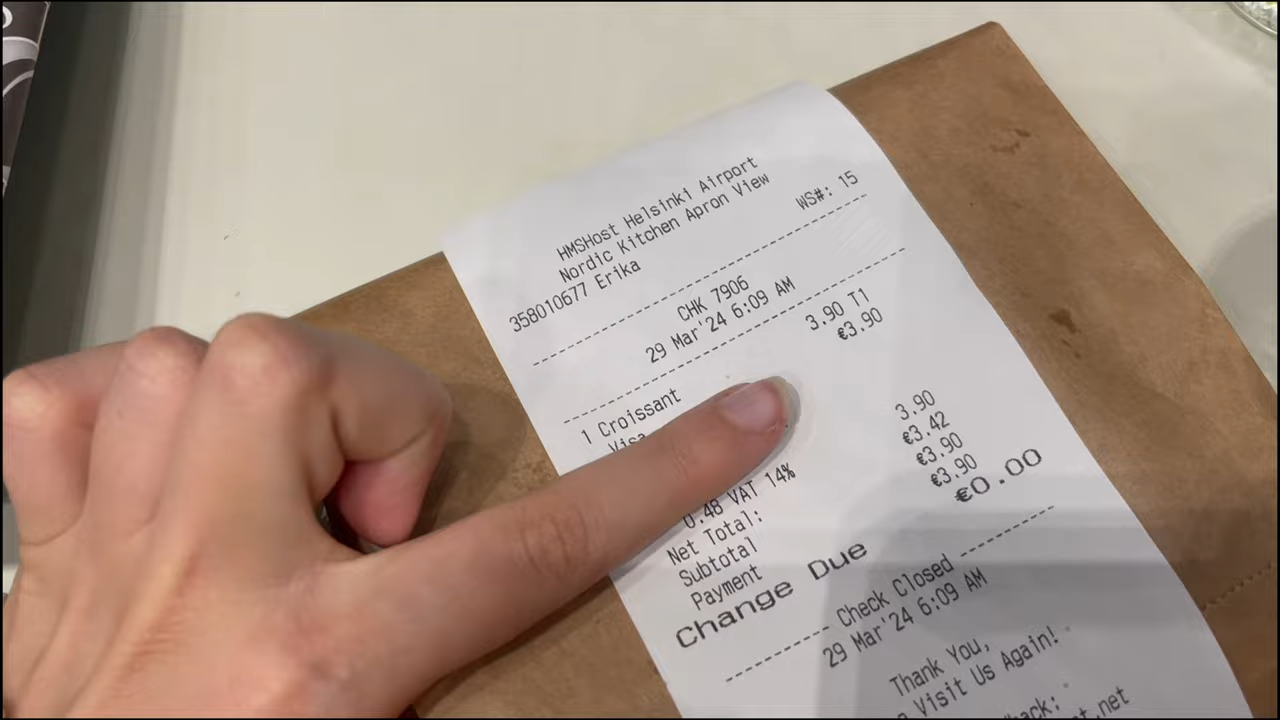 HMSHost Helsinki Airport
Nordic Kitchen Apron View
358010677 Erika WS#: 15
CHK 7906
29 Mar'24 6:09 AM
1 Croissant 3.90 T1
Visa €3.90
0.48 VAT 14% 3.90
Net Total: €3.42
Subtotal €3.90
Payment €3.90
Change Due €0.00
Check Closed
29 Mar'24 6:09 AM
Thank You,
Visit Us Again!